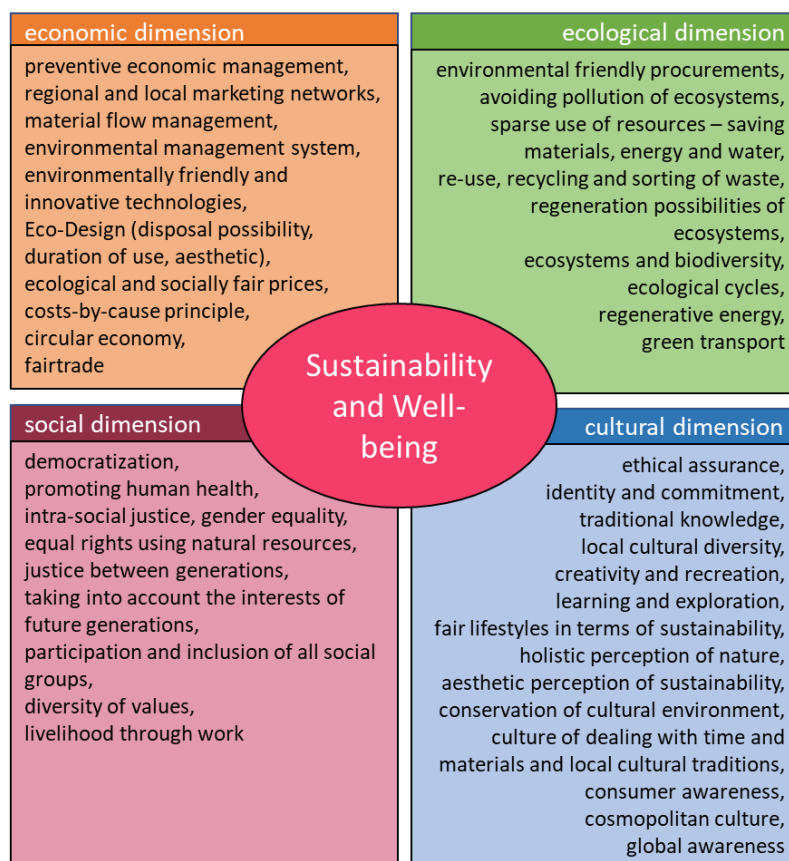 economic dimension
preventive economic management,
regional and local marketing networks,
material flow management,
environmental management system,
environmentally friendly and
innovative technologies,
Eco-Design (disposal possibility,
duration of use, aesthetic),
ecological and socially fair prices,
costs-by-cause principle,
circular economy,
fairtrade
ecological dimension
environmental friendly procurements,
avoiding pollution of ecosystems,
sparse use of resources – saving
materials, energy and water,
re-use, recycling and sorting of waste,
regeneration possibilities of
ecosystems,
ecosystems and biodiversity,
ecological cycles,
regenerative energy,
green transport
Sustainability
and Well-
being
social dimension
democratization,
promoting human health,
intra-social justice, gender equality,
equal rights using natural resources,
justice between generations,
taking into account the interests of
future generations,
participation and inclusion of all social
groups,
diversity of values,
livelihood through work
cultural dimension
ethical assurance,
identity and commitment,
traditional knowledge,
local cultural diversity,
creativity and recreation,
learning and exploration,
fair lifestyles in terms of sustainability,
holistic perception of nature,
aesthetic perception of sustainability,
conservation of cultural environment,
culture of dealing with time and
materials and local cultural traditions,
consumer awareness,
cosmopolitan culture,
global awareness